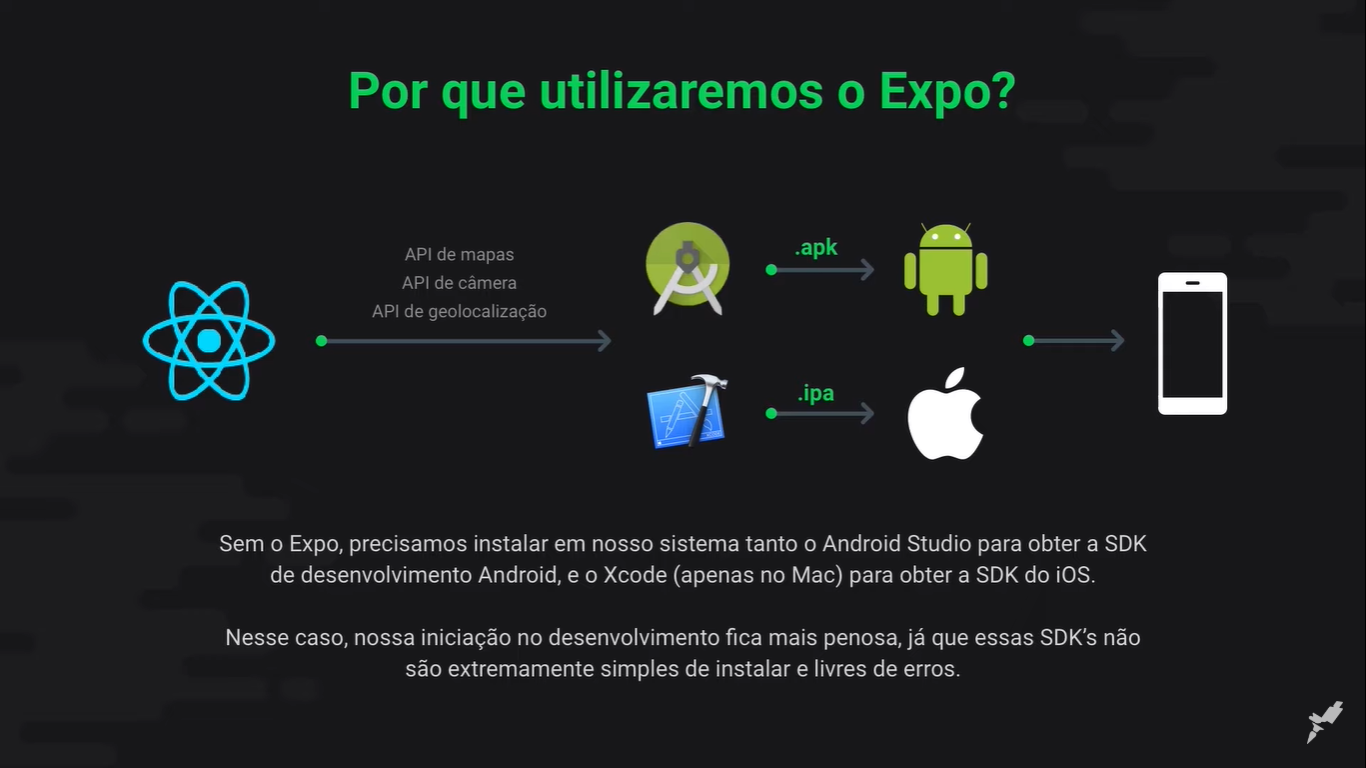 Por que utilizaremos o Expo?
API de mapas
API de câmera
API de geolocalização
.apk
.ipa
Sem o Expo, precisamos instalar em nosso sistema tanto o Android Studio para obter a SDK
de desenvolvimento Android, e o Xcode (apenas no Mac) para obter a SDK do iOS.
Nesse caso, nossa iniciação no desenvolvimento fica mais penosa, já que essas SDK’s não
são extremamente simples de instalar e livres de erros.